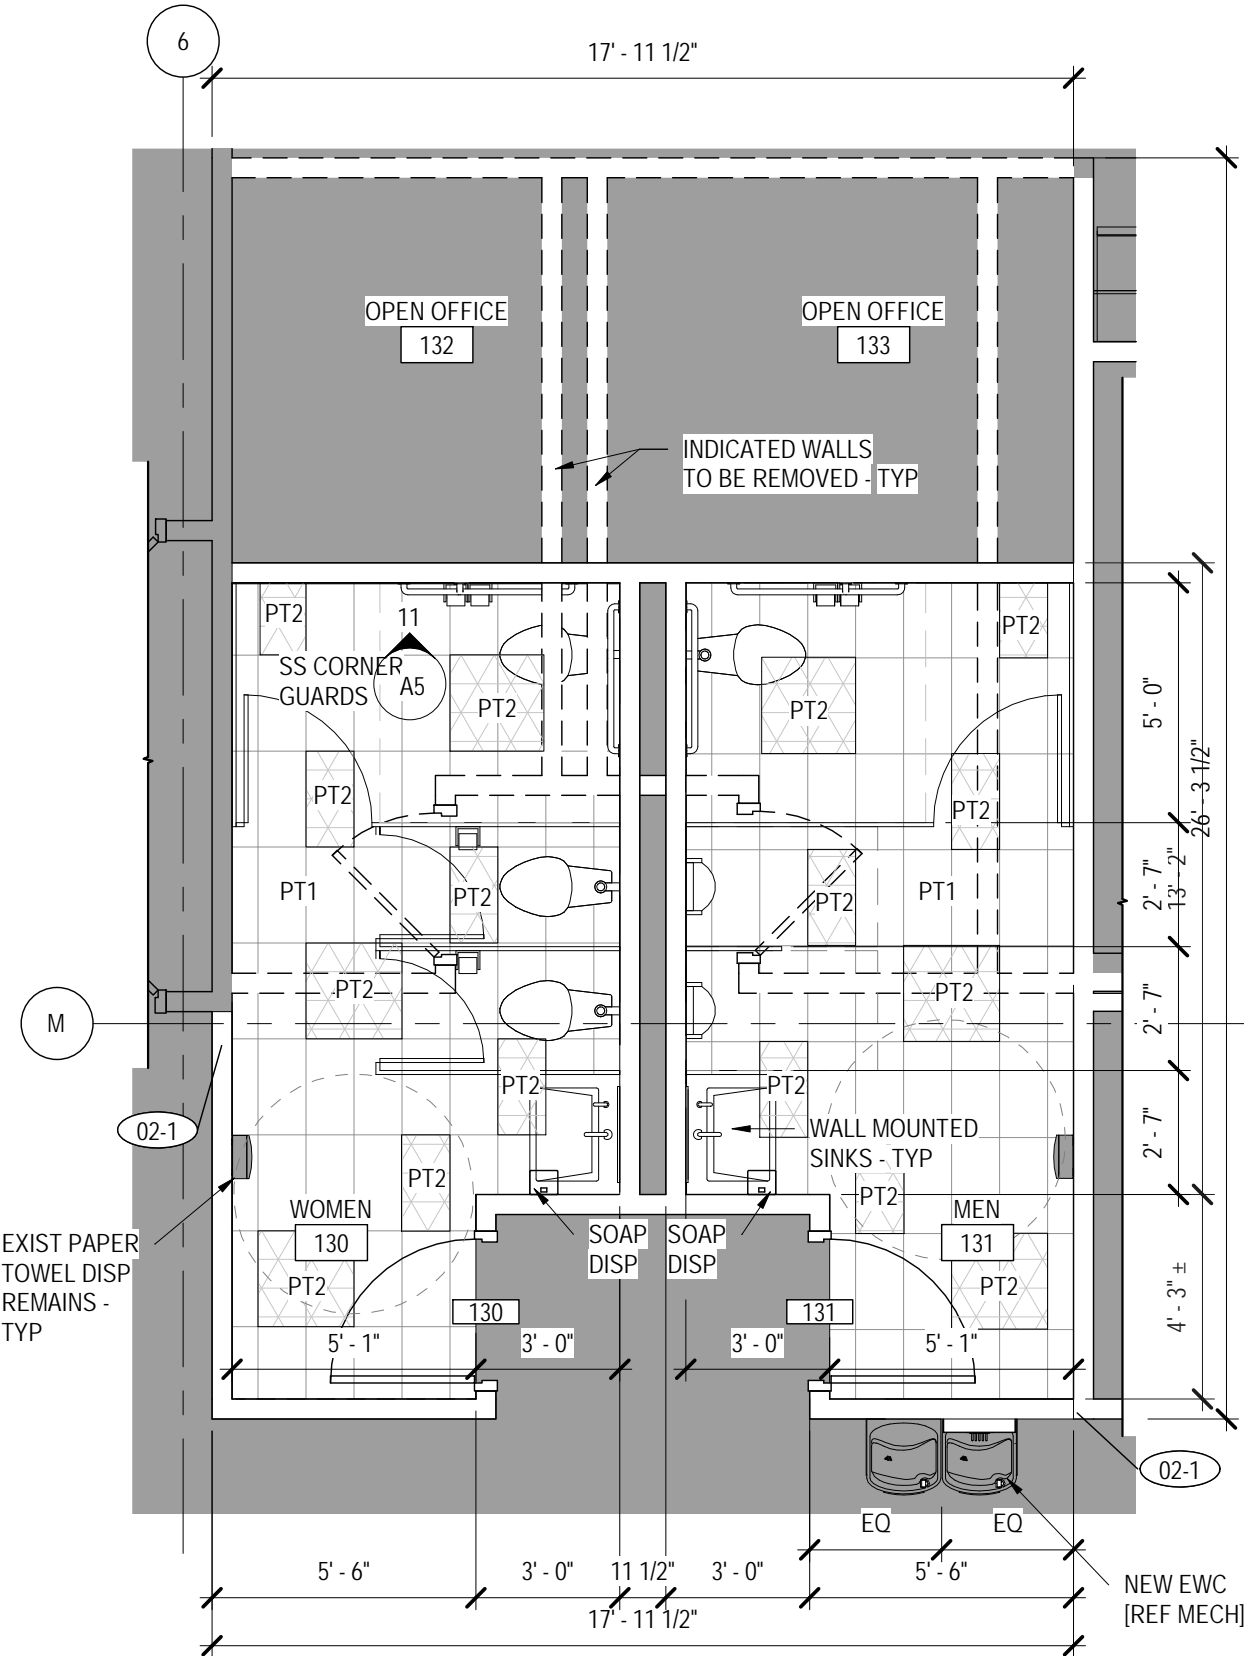 6
17' - 11 1/2"
OPEN OFFICE
132
OPEN OFFICE
133
INDICATED WALLS
TO BE REMOVED - TYP
PT2
11
A5
SS CORNER
GUARDS
PT2
PT2
PT2
5' - 0"
26' - 3 1/2"
PT2
PT2
PT1
PT2
PT2
PT1
2' - 7"
13' - 2"
PT2
PT2
M
2' - 7"
PT2
PT2
02-1
WALL MOUNTED
SINKS - TYP
2' - 7"
PT2
PT2
WOMEN
130
MEN
131
SOAP
DISP
SOAP
DISP
EXIST PAPER
TOWEL DISP
REMAINS -
TYP
PT2
PT2
4' - 3" ±
130
131
5' - 1"
3' - 0"
3' - 0"
5' - 1"
02-1
EQ
EQ
NEW EWC
[REF MECH]
5' - 6"
3' - 0"
11 1/2"
3' - 0"
5' - 6"
17' - 11 1/2"